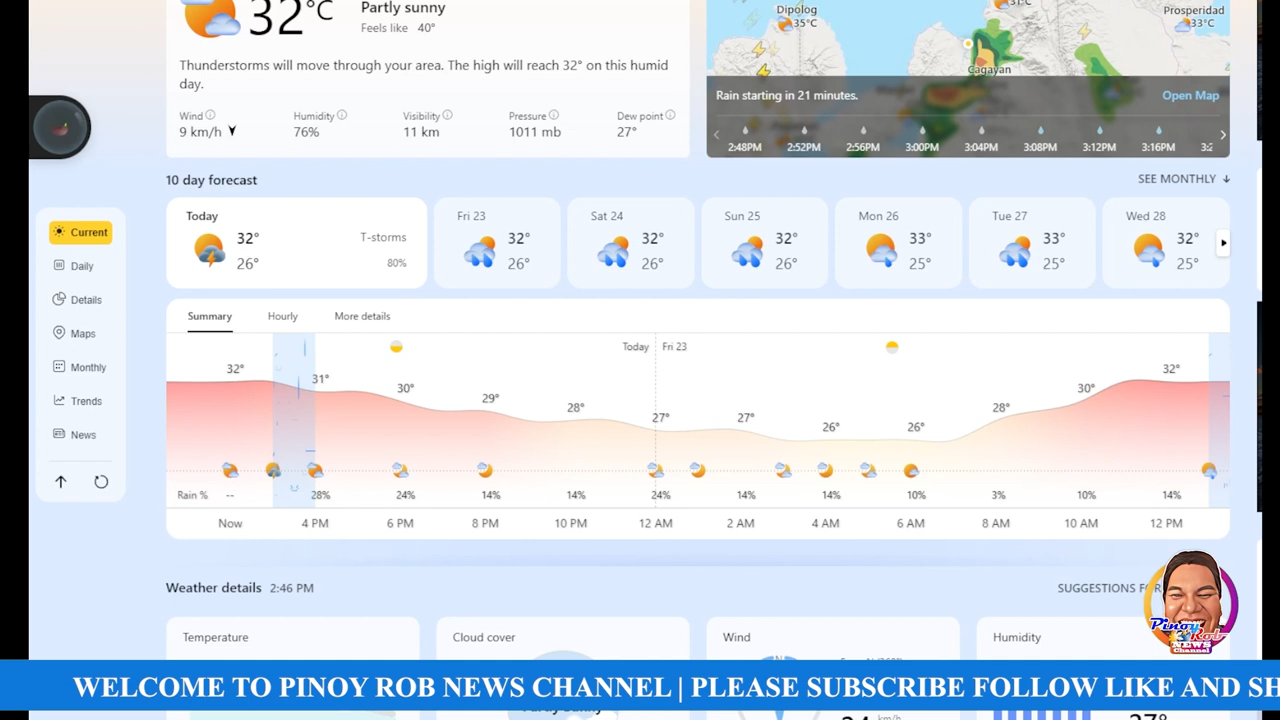 32°C
Partly sunny
Feels like 40°
Thunderstorms will move through your area. The high will reach 32° on this humid
day.
Wind
9 km/h
Humidity
76%
Visibility
11 km
Pressure
1011 mb
Dew point
27°
Dipolog
35°C
31°C
Prosperidad
33°C
Cagayan
Rain starting in 21 minutes.
Open Map
2:48PM 2:52PM 2:56PM 3:00PM 3:04PM 3:08PM 3:12PM 3:16PM 3:2
10 day forecast
SEE MONTHLY
Today
32°
26°
T-storms
80%
Fri 23
32°
26°
Sat 24
32°
26°
Sun 25
32°
26°
Mon 26
33°
25°
Tue 27
33°
25°
Wed 28
32°
25°
Current
Daily
Details
Maps
Monthly
Trends
News
Summary Hourly More details
Today Fri 23
32° 31° 30° 29° 28° 27° 27° 26° 26° 28° 30° 32°
Rain % -- 28% 24% 14% 14% 24% 14% 14% 10% 3% 10% 14%
Now 4 PM 6 PM 8 PM 10 PM 12 AM 2 AM 4 AM 6 AM 8 AM 10 AM 12 PM
Weather details 2:46 PM
SUGGESTIONS
Temperature
Cloud cover
Wind
N
Humidity
Pinoy
Rob
NEWS
Channel
WELCOME TO PINOY ROB NEWS CHANNEL | PLEASE SUBSCRIBE FOLLOW LIKE AND SH
km/h